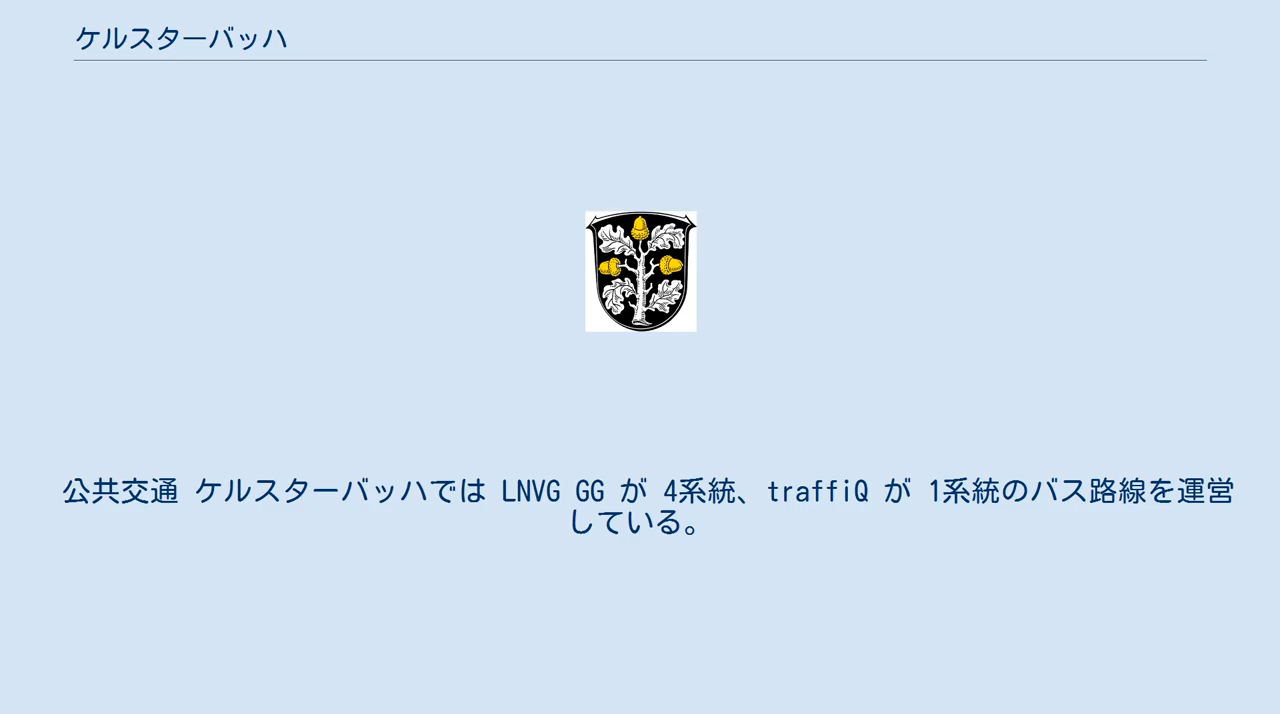 ケルスターバッハ
公共交通 ケルスターバッハでは LNVG GG が 4系統、traffiQ が 1系統のバス路線を運営
している。